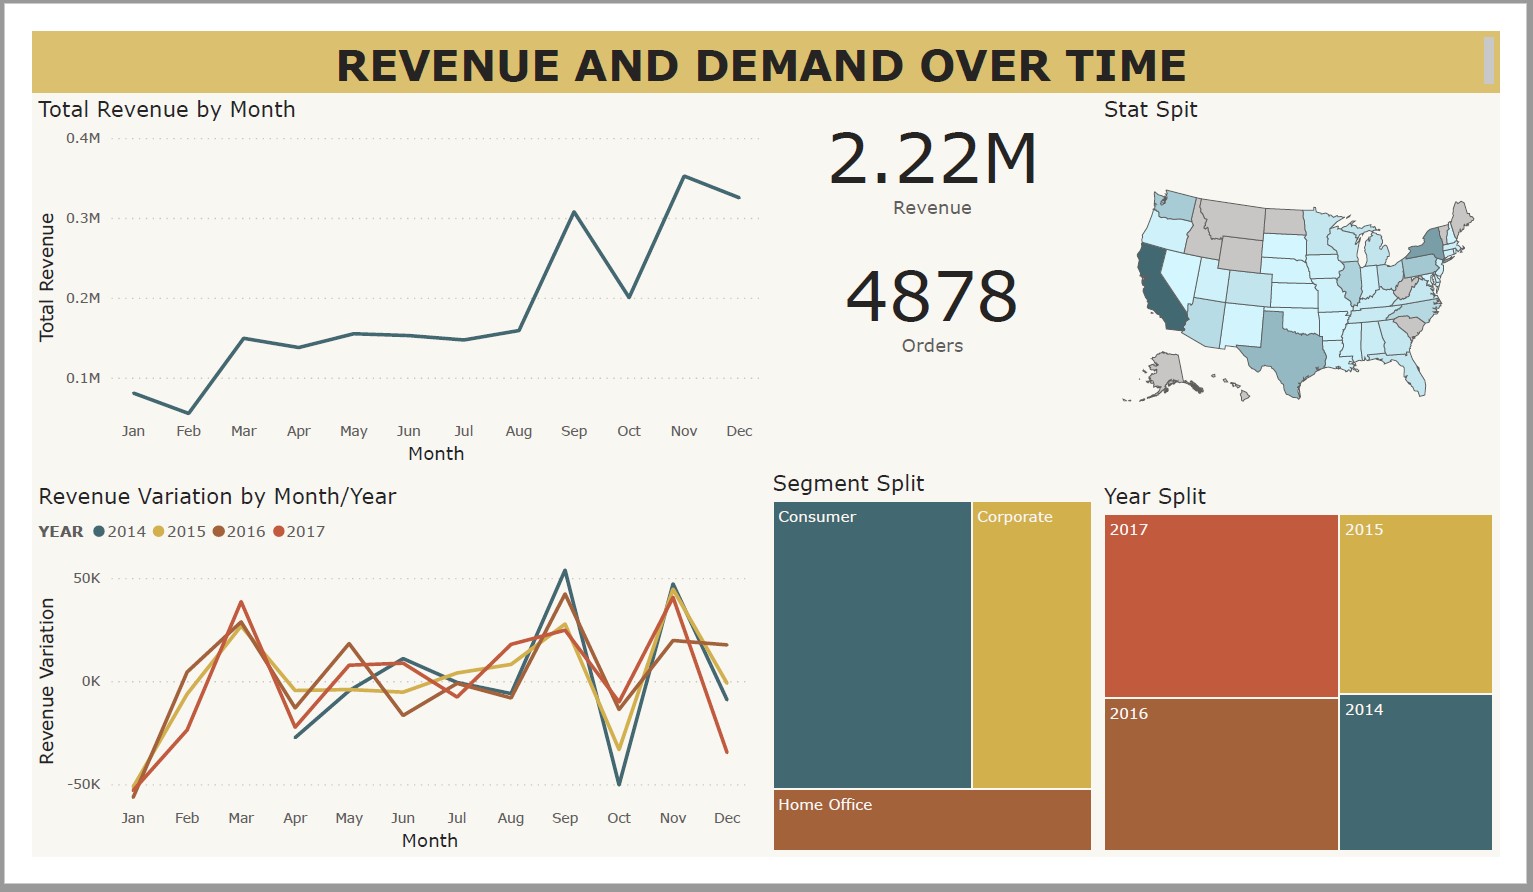 REVENUE AND DEMAND OVER TIME
Total Revenue by Month
0.4M
0.3M
0.2M
0.1M
Total Revenue
Jan Feb Mar Apr May Jun Jul Aug Sep Oct Nov Dec
Month
2.22M
Revenue
4878
Orders
Stat Spit
Revenue Variation by Month/Year
YEAR 2014 2015 2016 2017
50K
0K
-50K
Revenue Variation
Jan Feb Mar Apr May Jun Jul Aug Sep Oct Nov Dec
Month
Segment Split
Consumer
Corporate
Home Office
Year Split
2017
2015
2016
2014